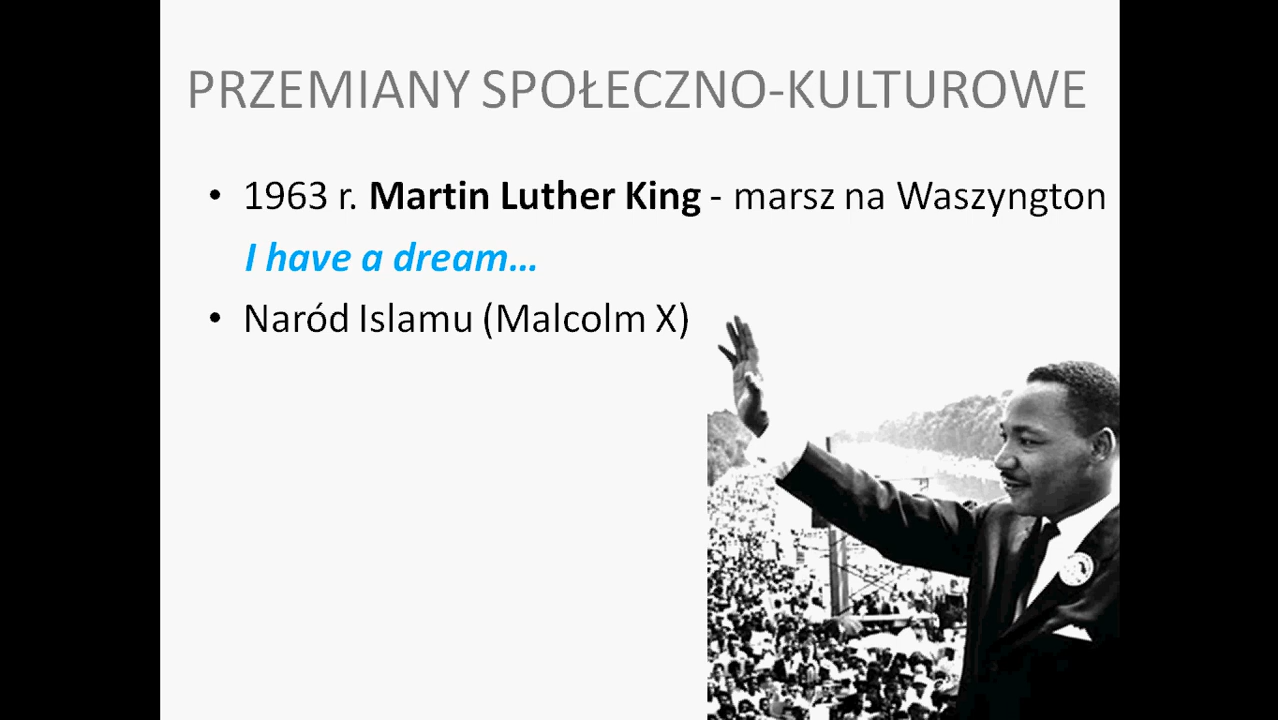 PRZEMIANY SPOŁECZNO-KULTUROWE
• 1963 r. Martin Luther King - marsz na Waszyngton
I have a dream...
• Naród Islamu (Malcolm X)